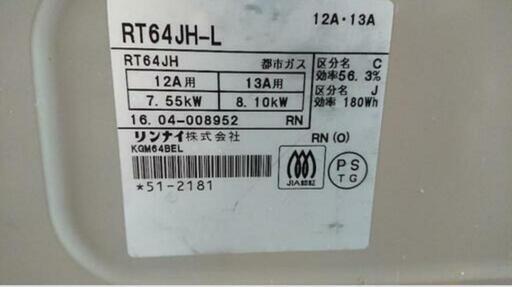 12A・13A
RT64JH-L
RT64JH 都市ガス
12A用 13A用
7.55kW 8.10kW
区分名 C
効率56.3%
区分名 J
効率 180Wh
16.04-008952 RN
リンナイ株式会社 RN (O)
KGM64BEL
*51-2181
JIA認証
PS
TG